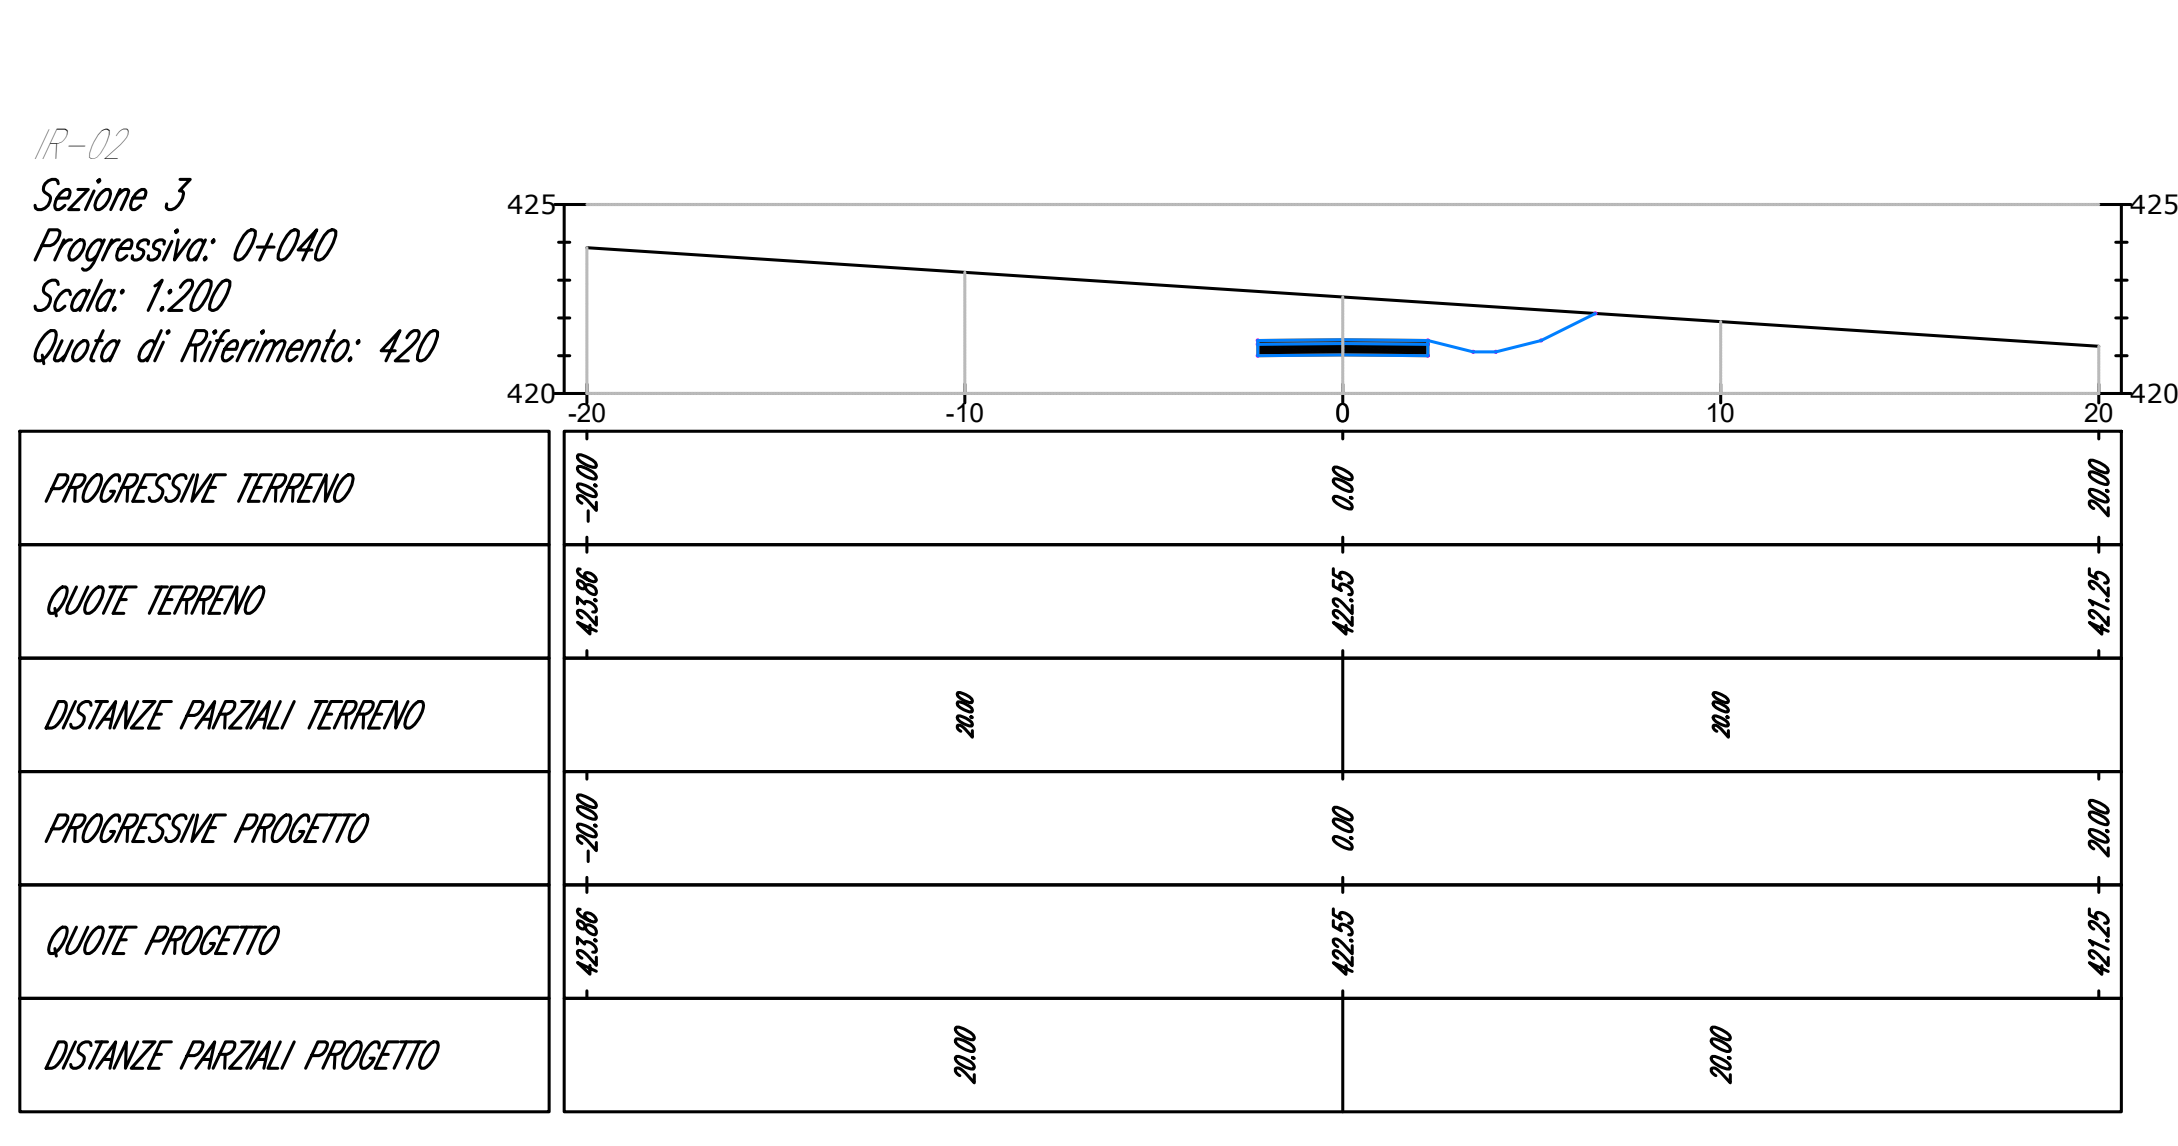 IR-02
Sezione 3
Progressiva: 0+040
Scala: 1:200
Quota di Riferimento: 420
425 425
420 420
-20 -10 0 10 20
PROGRESSIVE TERRENO -20.00 0.00 20.00
QUOTE TERRENO 423.86 422.55 421.25
DISTANZE PARZIALI TERRENO 20.00 20.00
PROGRESSIVE PROGETTO -20.00 0.00 20.00
QUOTE PROGETTO 423.86 422.55 421.25
DISTANZE PARZIALI PROGETTO 20.00 20.00